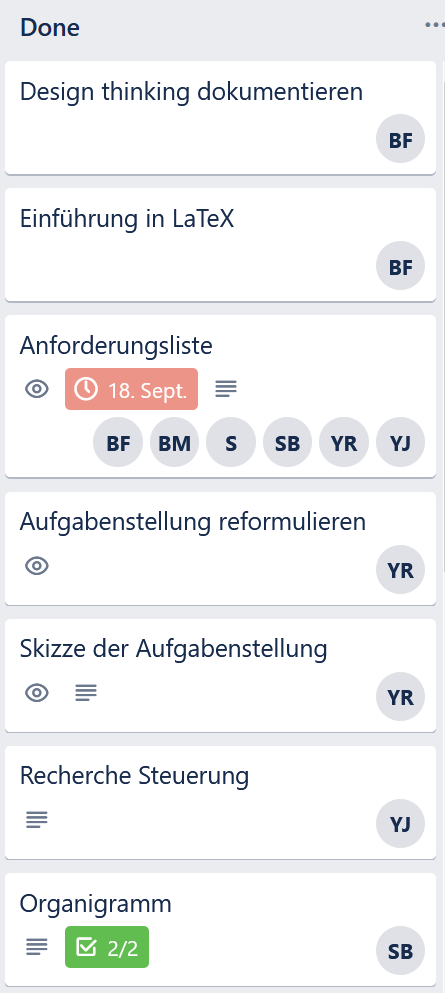 Done
Design thinking dokumentieren
BF
Einführung in LaTeX
BF
Anforderungsliste
18. Sept.
BF BM S SB YR YJ
Aufgabenstellung reformulieren
YR
Skizze der Aufgabenstellung
YR
Recherche Steuerung
YJ
Organigramm
2/2
SB